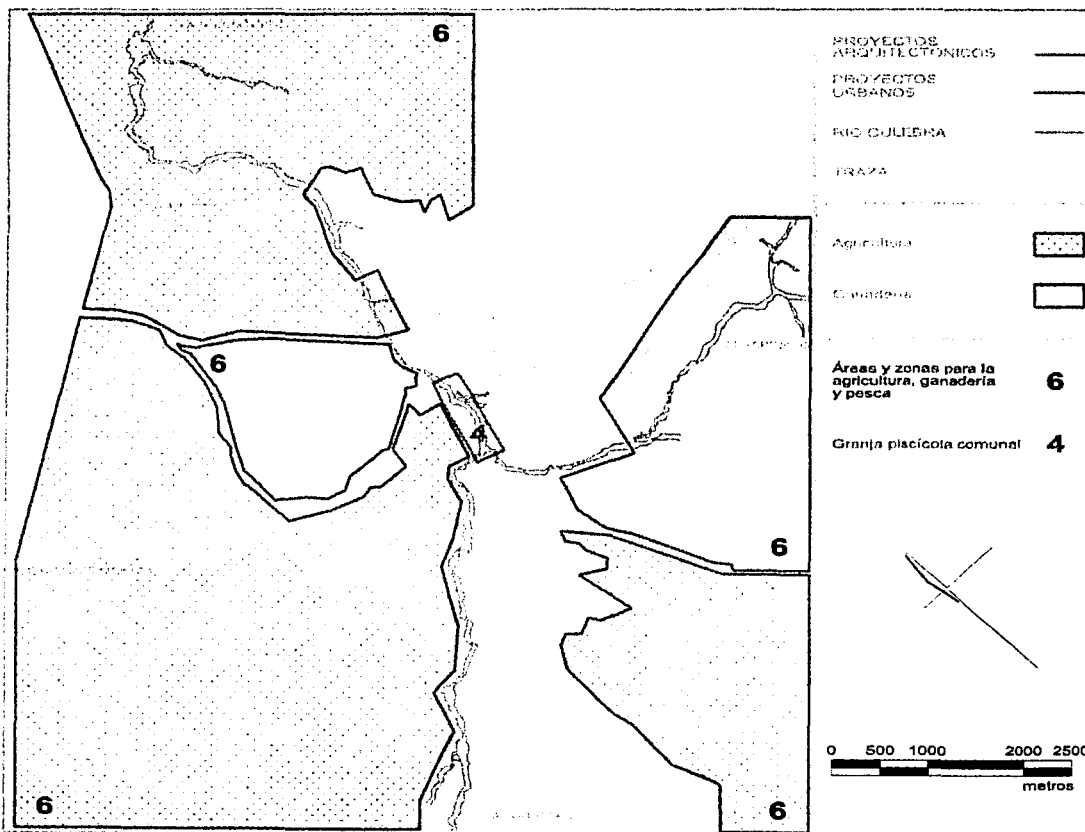 6
6
4
6
6
6
PROYECTOS
ARQUITECTONICOS
PROYECTOS
URBANOS
RIO CULEBRA
TRAZA
Agricultura
Ganaderia
Áreas y zonas para la
agricultura, ganadería
y pesca
6
Granja piscícola comunal
4
0 500 1000 2000 2500
metros